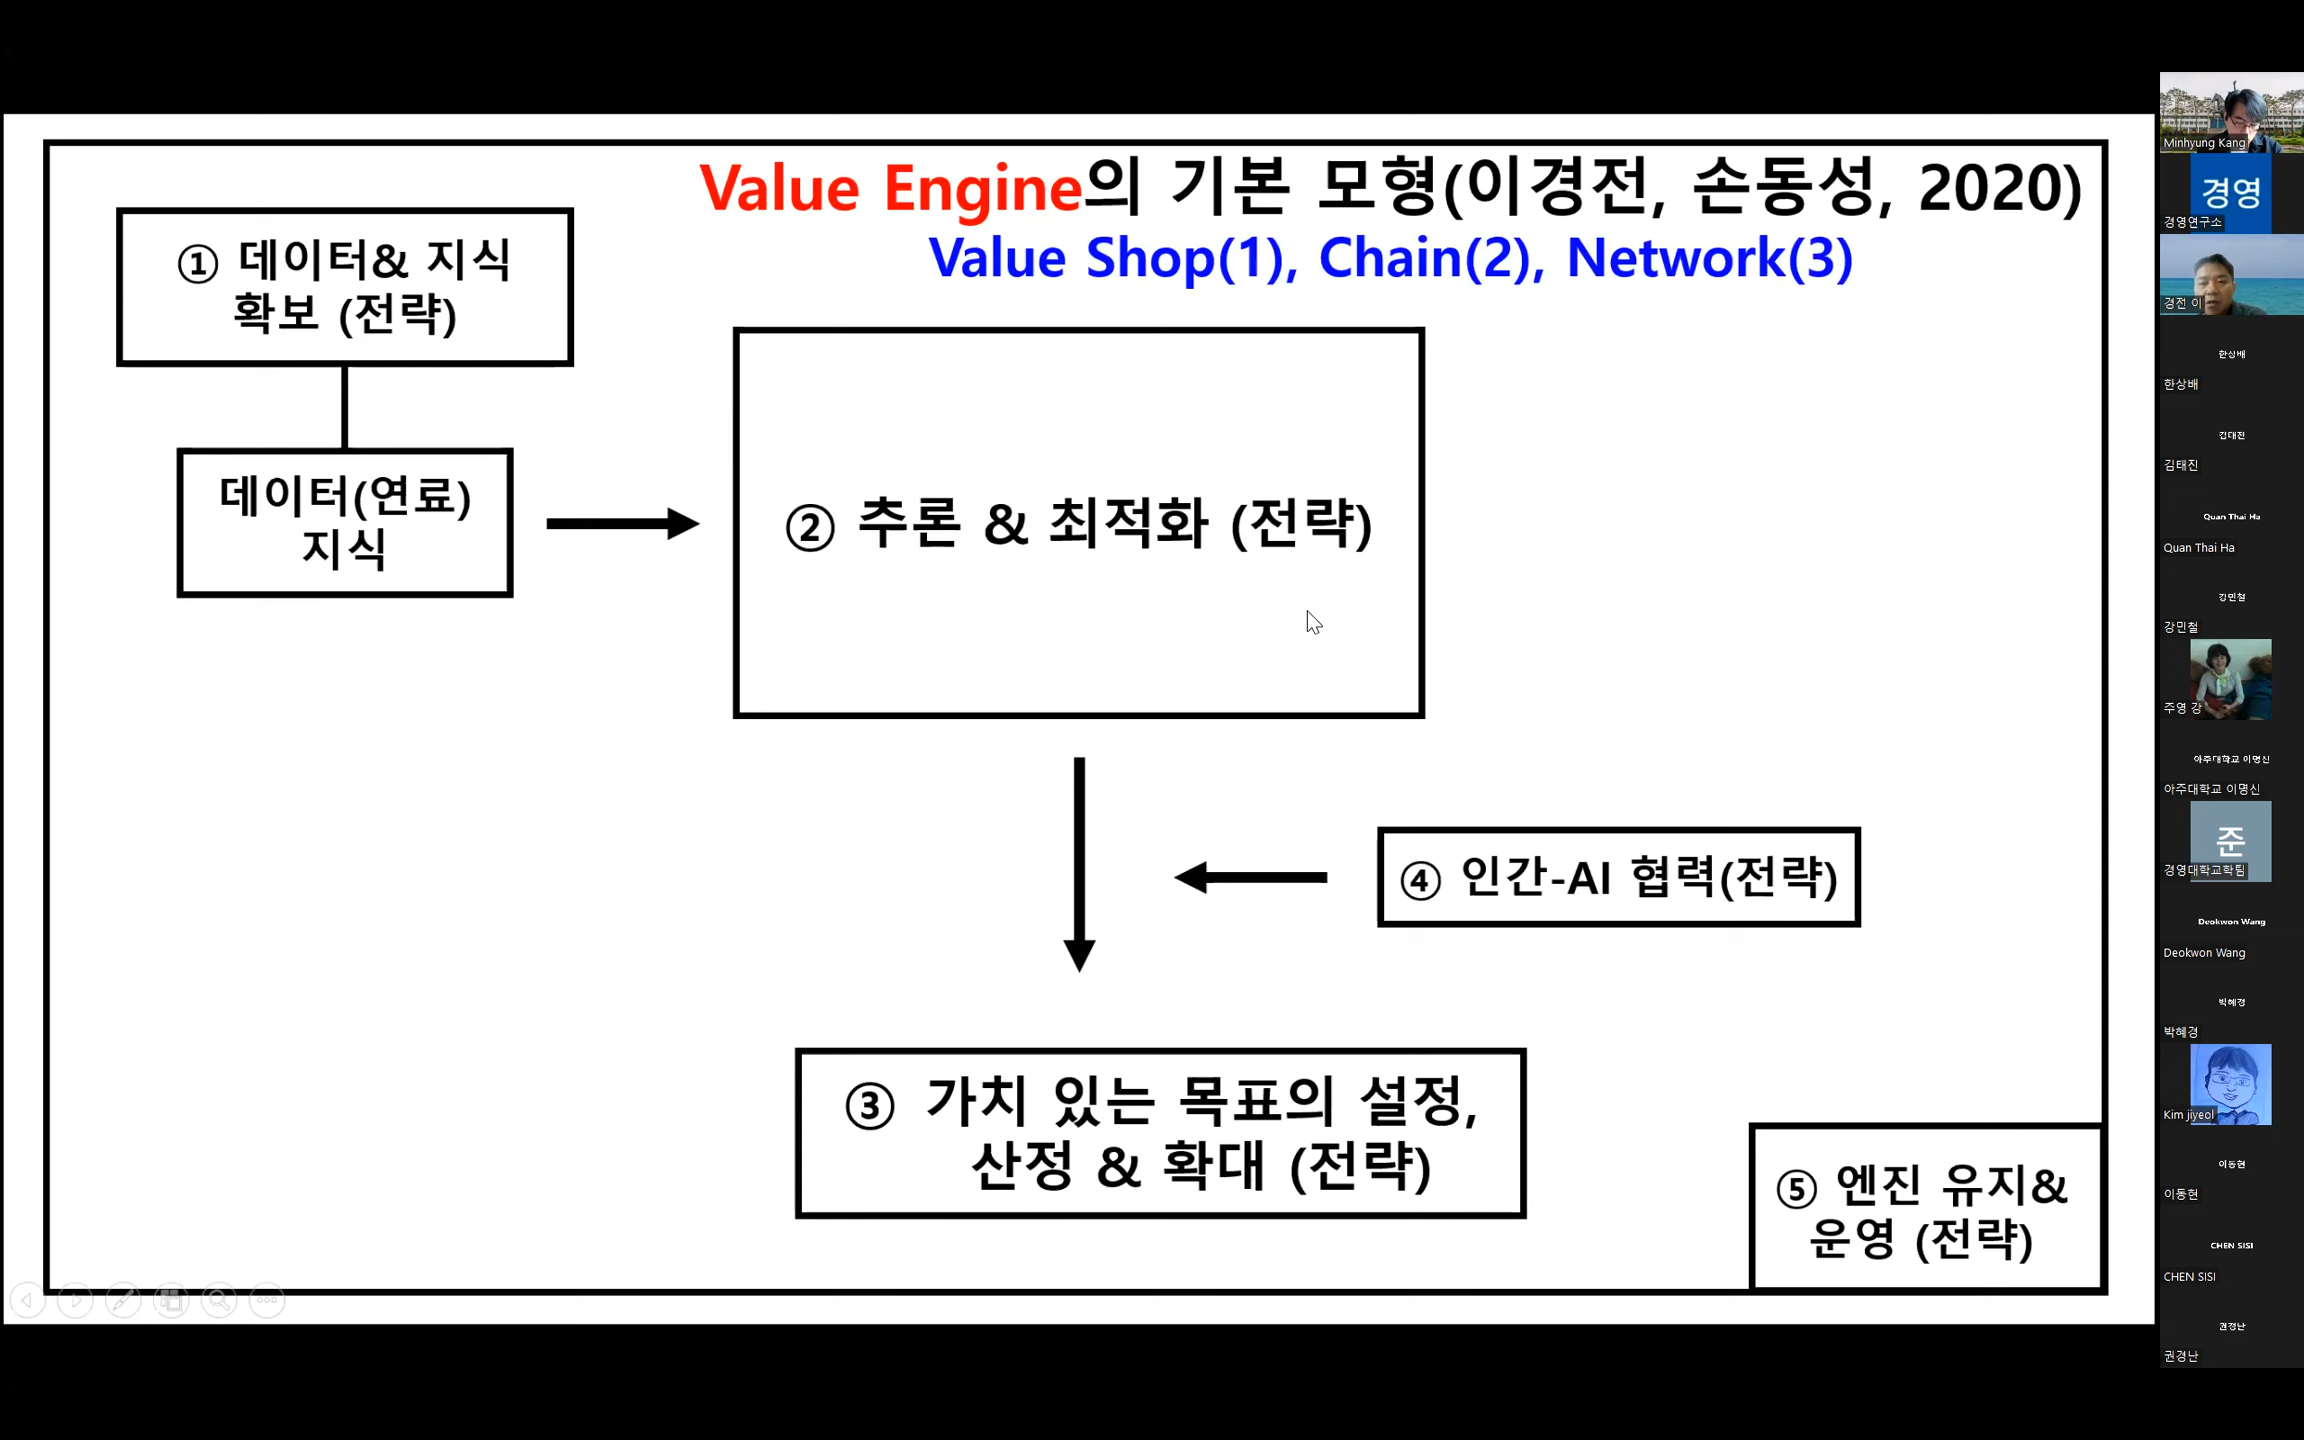 Value Engine의 기본 모형(이경전, 손동성, 2020)
Value Shop(1), Chain(2), Network(3)
① 데이터& 지식
확보 (전략)
데이터(연료)
지식
② 추론 & 최적화 (전략)
④ 인간-AI 협력(전략)
③ 가치 있는 목표의 설정,
산정 & 확대 (전략)
⑤ 엔진 유지&
운영 (전략)
Minhyung Kang
경영
경영연구소
경전 이
한상배
한상배
김태진
김태진
Quan Thai Ha
Quan Thai Ha
강민철
강민철
주영 강
아주대학교 이명신
아주대학교 이명신
준
경영대학교학팀
Deokwon Wang
Deokwon Wang
박혜경
박혜경
Kim jiyeol
이동현
이동현
CHEN SISI
CHEN SISI
권경난
권경난